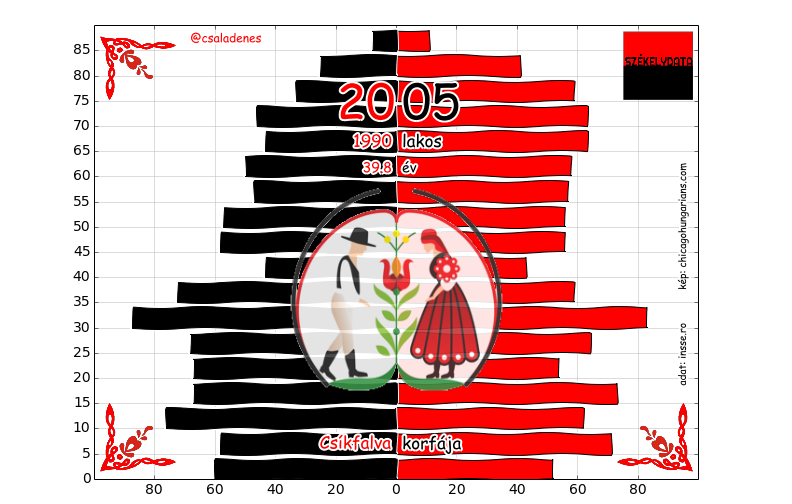 @csaladenes
SZÉKELYDATA
2005
1990 lakos
39.8 év
kép: chicagohungarians.com
adat: insse.ro
Csíkfalva korfája
85
80
75
70
65
60
55
50
45
40
35
30
25
20
15
10
5
0
80 60 40 20 0 20 40 60 80